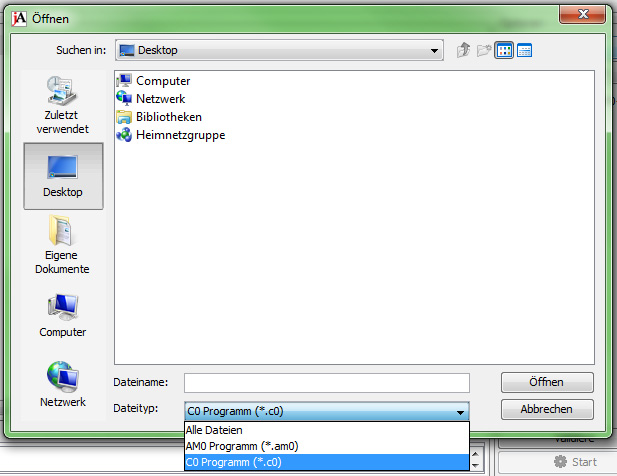 jA Öffnen
Suchen in: Desktop
Zuletzt
verwendet
Desktop
Eigene
Dokumente
Computer
Netzwerk
Computer
Netzwerk
Bibliotheken
Heimnetzgruppe
Dateiname:
Öffnen
Dateityp: C0 Programm (*.c0)
Abbrechen
Alle Dateien
AM0 Programm (*.am0)
C0 Programm (*.c0)
Start